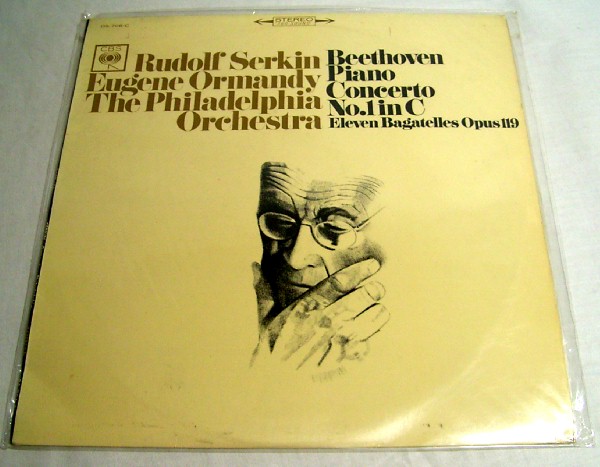 STEREO
CBS
Rudolf Serkin
Eugene Ormandy
The Philadelphia
Orchestra
Beethoven
Piano
Concerto
No.1 in C
Eleven Bagatelles Opus 119